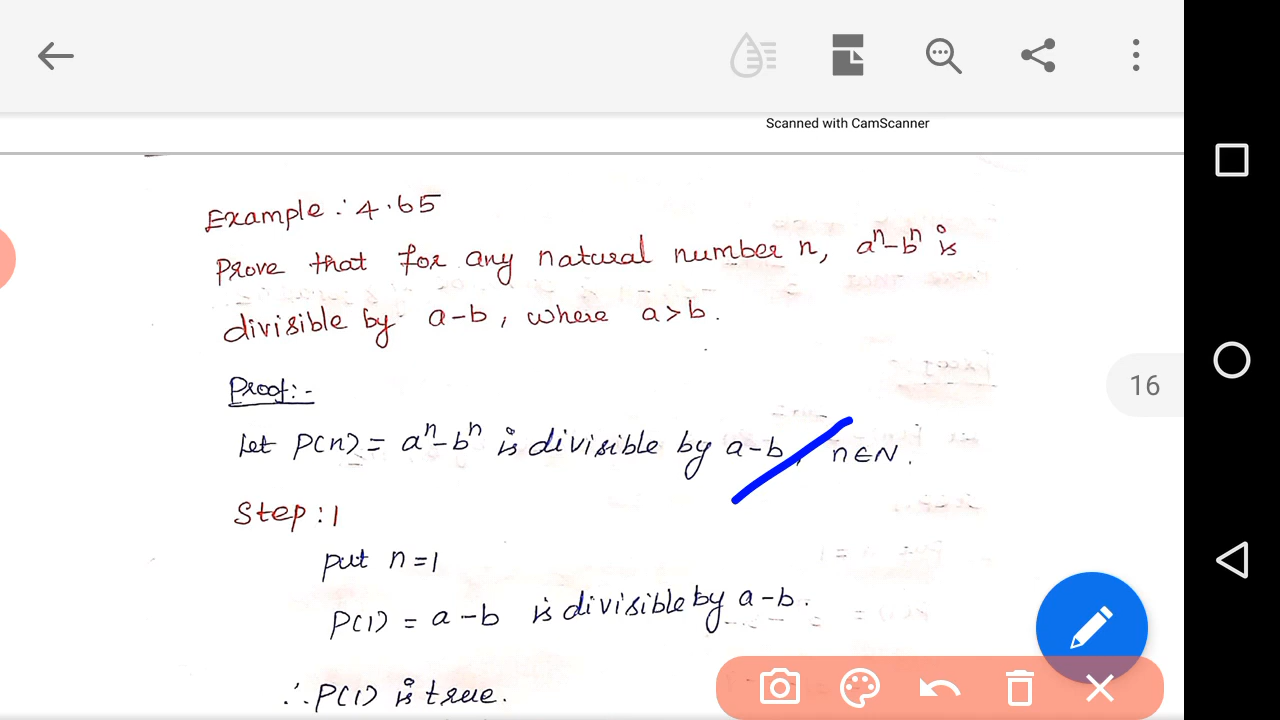 Scanned with CamScanner
Example : 4.65
Prove that for any natural number n, aⁿ-bⁿ is
divisible by a-b, where a>b.
Proof:-
Let P(n) = aⁿ-bⁿ is divisible by a-b, n∈N.
Step : 1
put n=1
P(1) = a-b is divisible by a-b.
∴ P(1) is true.
16